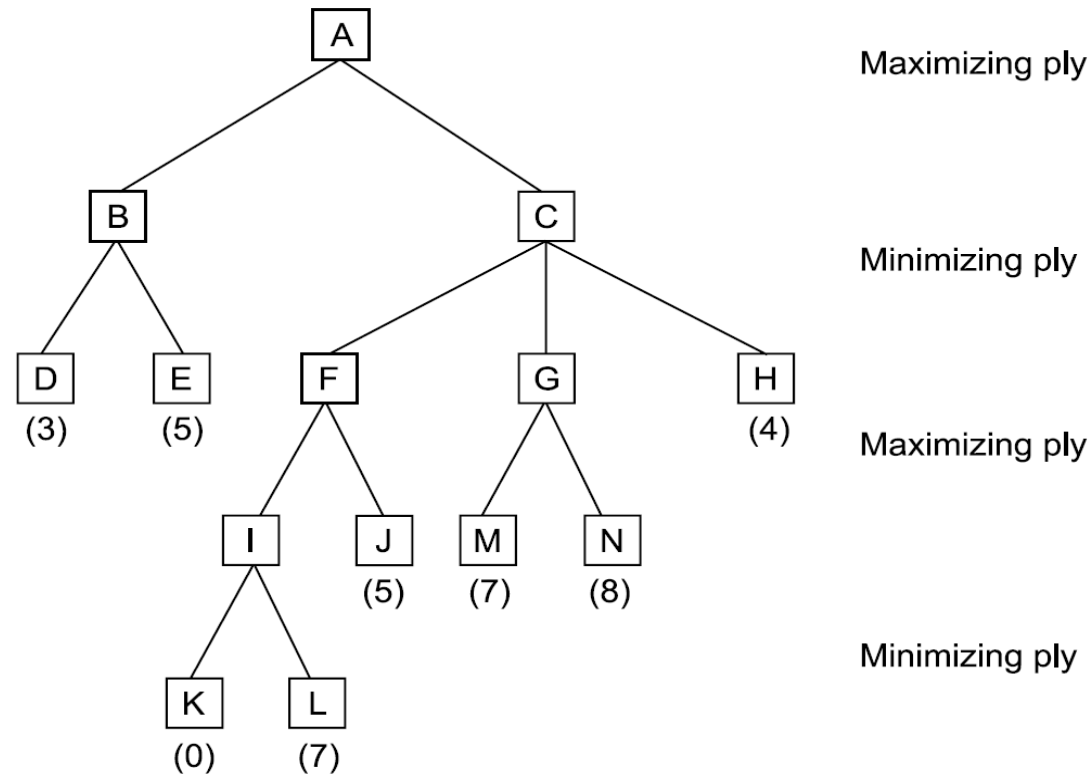 A
Maximizing ply
B
C
Minimizing ply
D
E
F
G
H
(3)
(5)
(4)
Maximizing ply
I
J
M
N
(5)
(7)
(8)
Minimizing ply
K
L
(0)
(7)